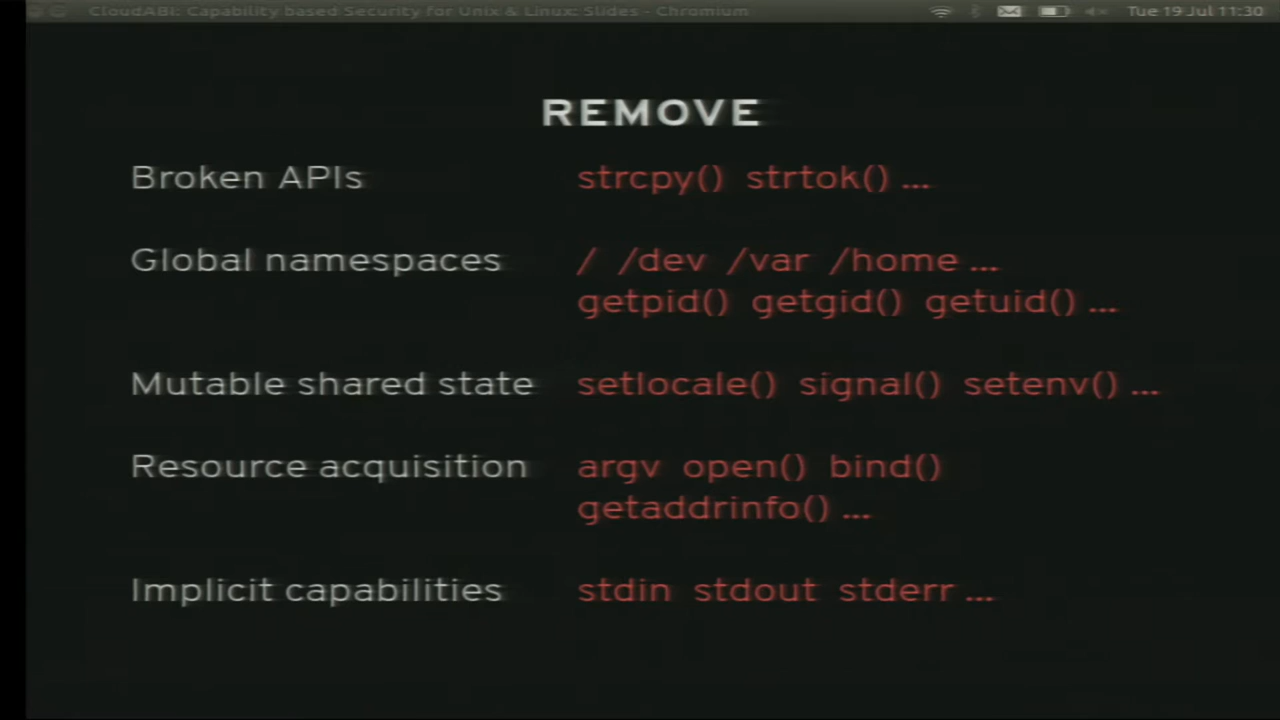 CloudABI: Capability based Security for Unix & Linux: Slides - Chromium
Tue 19 Jul 11:30
REMOVE
Broken APIs strcpy() strtok() ...
Global namespaces / /dev /var /home ...
getpid() getgid() getuid() ...
Mutable shared state setlocale() signal() setenv() ...
Resource acquisition argv open() bind()
getaddrinfo() ...
Implicit capabilities stdin stdout stderr ...